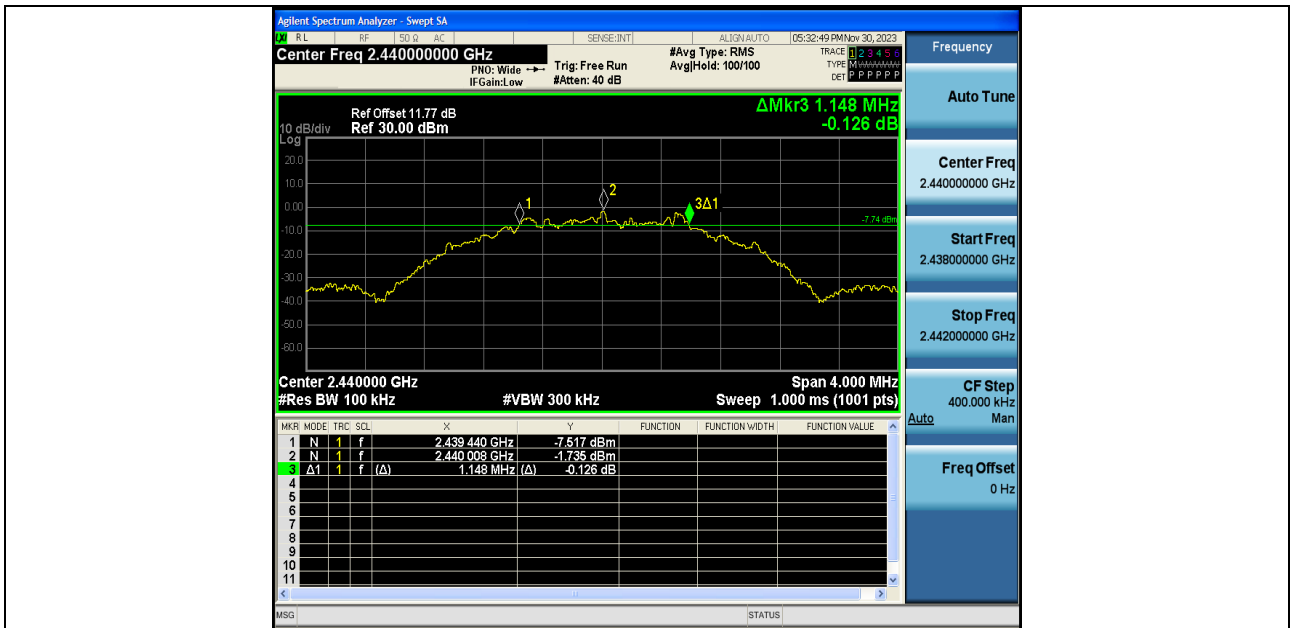 Agilent Spectrum Analyzer - Swept SA
RL RF 50 Ω AC SENSE:INT ALIGN AUTO 05:32:49 PM Nov 30, 2023
Center Freq 2.440000000 GHz
PNO: Wide
IFGain:Low
Trig: Free Run
#Atten: 40 dB
#Avg Type: RMS
Avg|Hold: 100/100
TRACE 1 2 3 4 5 6
TYPE M
DET P P P P P P
Ref Offset 11.77 dB
10 dB/div Ref 30.00 dBm
Log
ΔMkr3 1.148 MHz
-0.126 dB
20.0
10.0
0.00
-10.0
-20.0
-30.0
-40.0
-50.0
-60.0
1
2
3Δ1
-7.74 dBm
Center 2.440000 GHz Span 4.000 MHz
#Res BW 100 kHz #VBW 300 kHz Sweep 1.000 ms (1001 pts)
MKR MODE TRC SCL X Y FUNCTION FUNCTION WIDTH FUNCTION VALUE
1 N 1 f 2.439 440 GHz -7.517 dBm
2 N 1 f 2.440 008 GHz -1.735 dBm
3 Δ1 1 f (Δ) 1.148 MHz (Δ) -0.126 dB
4
5
6
7
8
9
10
11
MSG STATUS
Frequency
Auto Tune
Center Freq
2.440000000 GHz
Start Freq
2.438000000 GHz
Stop Freq
2.442000000 GHz
CF Step
400.000 kHz
Auto Man
Freq Offset
0 Hz